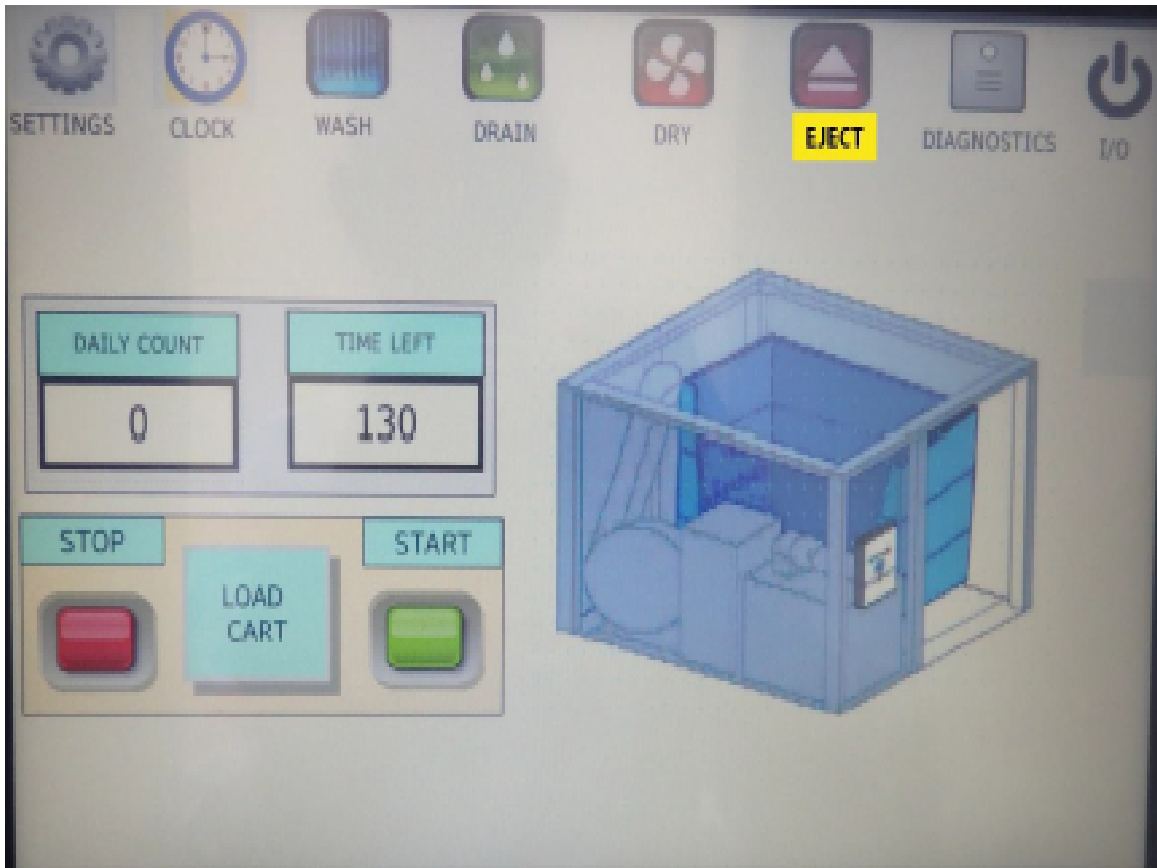 SETTINGS
CLOCK
WASH
DRAIN
DRY
EJECT
DIAGNOSTICS
I/O
DAILY COUNT
TIME LEFT
0
130
STOP
START
LOAD
CART